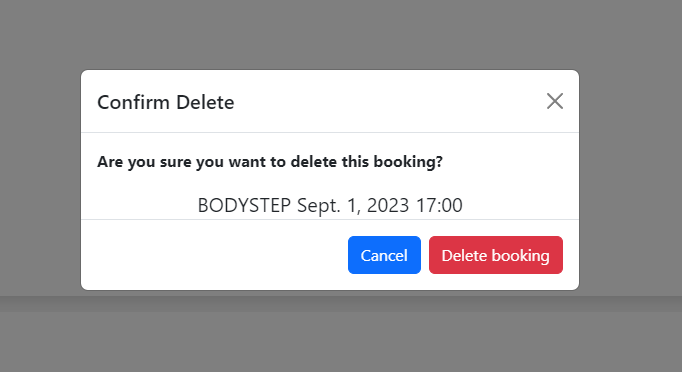 Confirm Delete
Are you sure you want to delete this booking?
BODYSTEP Sept. 1, 2023 17:00
Cancel Delete booking